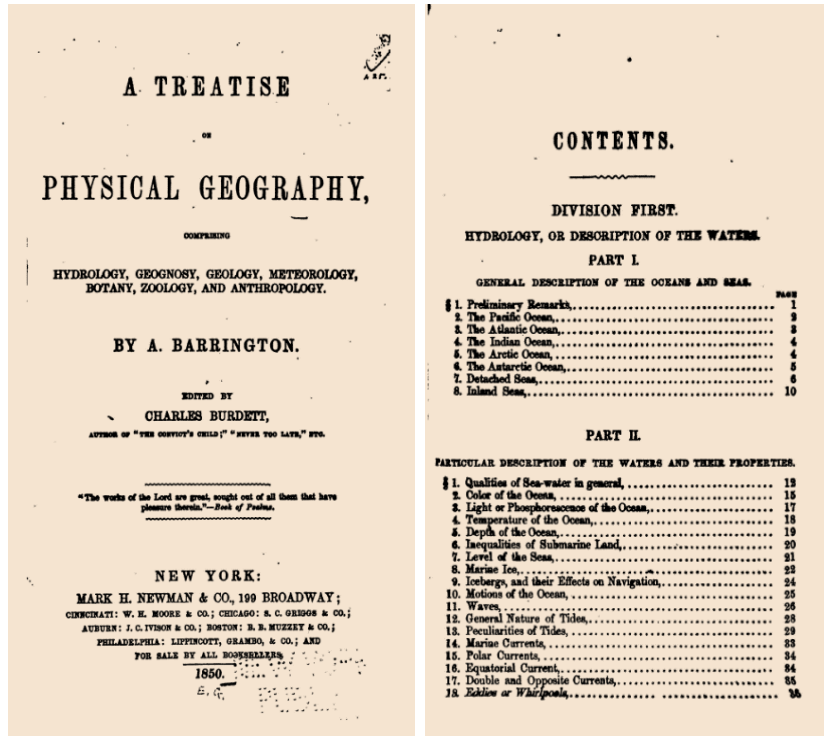 A TREATISE
ON
PHYSICAL GEOGRAPHY,
COMPRISING
HYDROLOGY, GEOGNOSY, GEOLOGY, METEOROLOGY,
BOTANY, ZOOLOGY, AND ANTHROPOLOGY.
BY A. BARRINGTON.
EDITED BY
CHARLES BURDETT,
AUTHOR OF "THE CONVICT'S CHILD;" "NEVER TOO LATE," ETC.
"The works of the Lord are great, sought out of all them that have
pleasure therein."—Book of Psalms.
NEW YORK:
MARK H. NEWMAN & CO., 199 BROADWAY;
CINCINNATI: W. H. MOORE & CO.; CHICAGO: S. C. GRIGGS & CO.;
AUBURN: J. C. IVISON & CO.; BOSTON: B. B. MUZZEY & CO.;
PHILADELPHIA: LIPPINCOTT, GRAMBO, & CO.; AND
FOR SALE BY ALL BOOKSELLERS
1850.
CONTENTS.
DIVISION FIRST.
HYDROLOGY, OR DESCRIPTION OF THE WATERS.
PART I.
GENERAL DESCRIPTION OF THE OCEANS AND SEAS.
PAGE
§ 1. Preliminary Remarks,.......... 1
2. The Pacific Ocean,.......... 2
3. The Atlantic Ocean,.......... 3
4. The Indian Ocean,.......... 4
5. The Arctic Ocean,.......... 4
6. The Antarctic Ocean,.......... 5
7. Detached Seas,.......... 6
8. Inland Seas,.......... 10
PART II.
PARTICULAR DESCRIPTION OF THE WATERS AND THEIR PROPERTIES.
§ 1. Qualities of Sea-water in general,.......... 12
2. Color of the Ocean,.......... 15
3. Light or Phosphorescence of the Ocean,.......... 17
4. Temperature of the Ocean,.......... 18
5. Depth of the Ocean,.......... 19
6. Inequalities of Submarine Land,.......... 20
7. Level of the Seas,.......... 21
8. Marine Ice,.......... 22
9. Icebergs, and their Effects on Navigation,.......... 24
10. Motions of the Ocean,.......... 25
11. Waves,.......... 26
12. General Nature of Tides,.......... 28
13. Peculiarities of Tides,.......... 29
14. Marine Currents,.......... 33
15. Polar Currents,.......... 34
16. Equatorial Current,.......... 34
17. Double and Opposite Currents,.......... 35
18. Eddies or Whirlpools,..........